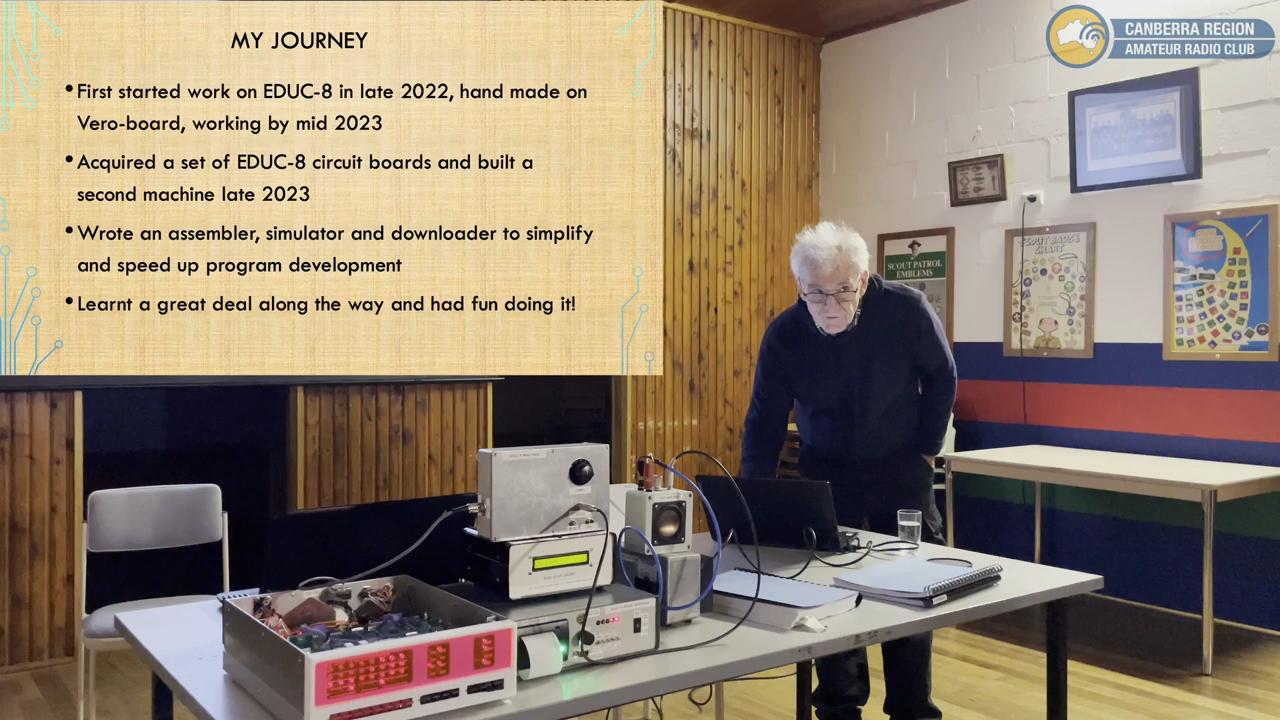 MY JOURNEY
•First started work on EDUC-8 in late 2022, hand made on
Vero-board, working by mid 2023
•Acquired a set of EDUC-8 circuit boards and built a
second machine late 2023
•Wrote an assembler, simulator and downloader to simplify
and speed up program development
•Learnt a great deal along the way and had fun doing it!
CANBERRA REGION
AMATEUR RADIO CLUB
SCOUT PATROL
EMBLEMS
SCOUT BADGE
CHART